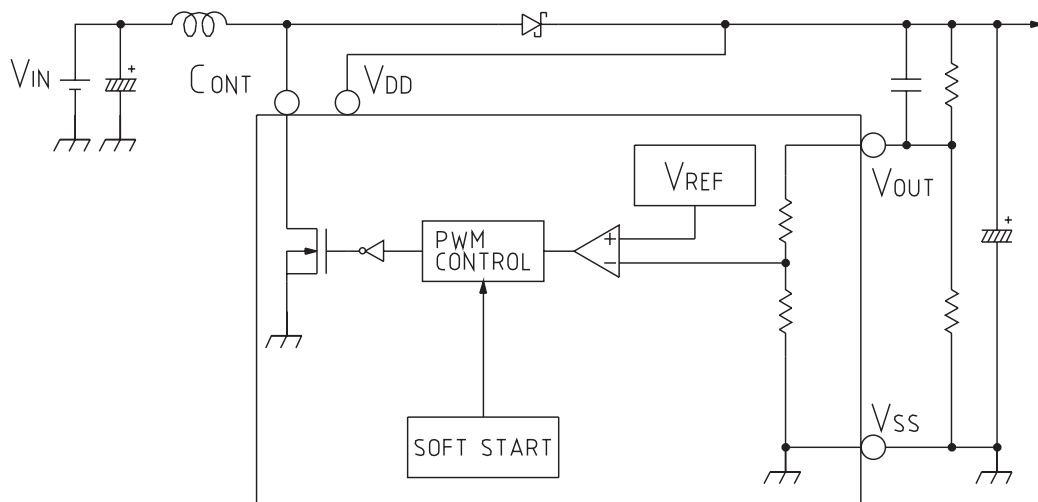 VIN
+
CONT
VDD
VREF
VOUT
PWM
CONTROL
+
−
+
VSS
SOFT START